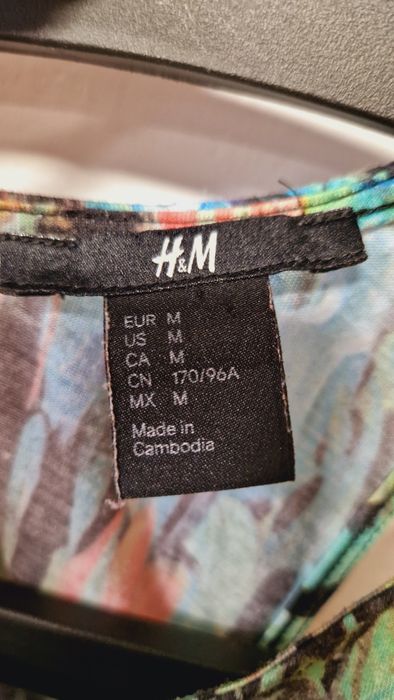 H&M
EUR M
US M
CA M
CN 170/96A
MX M
Made in
Cambodia